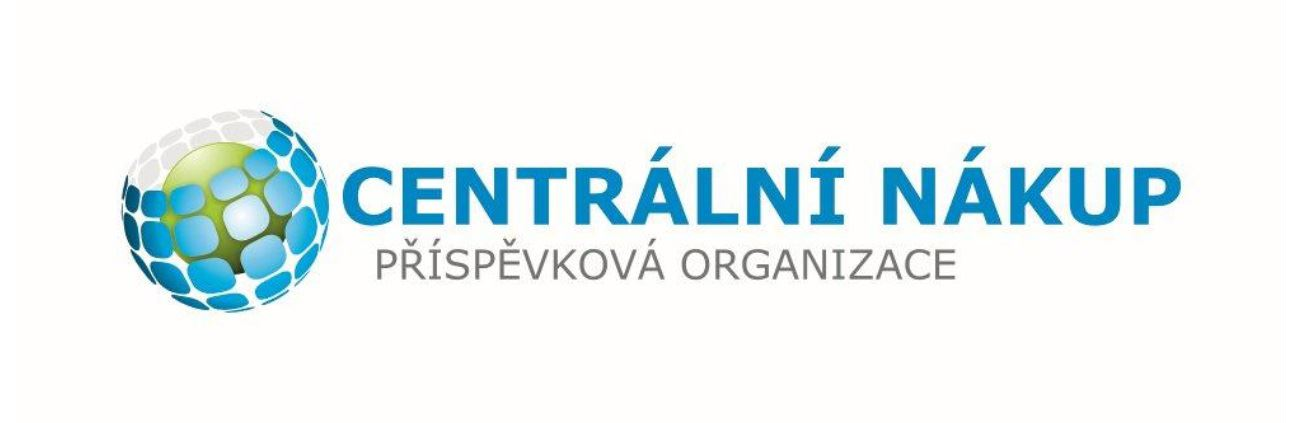 CENTRÁLNÍ NÁKUP
PŘÍSPĚVKOVÁ ORGANIZACE